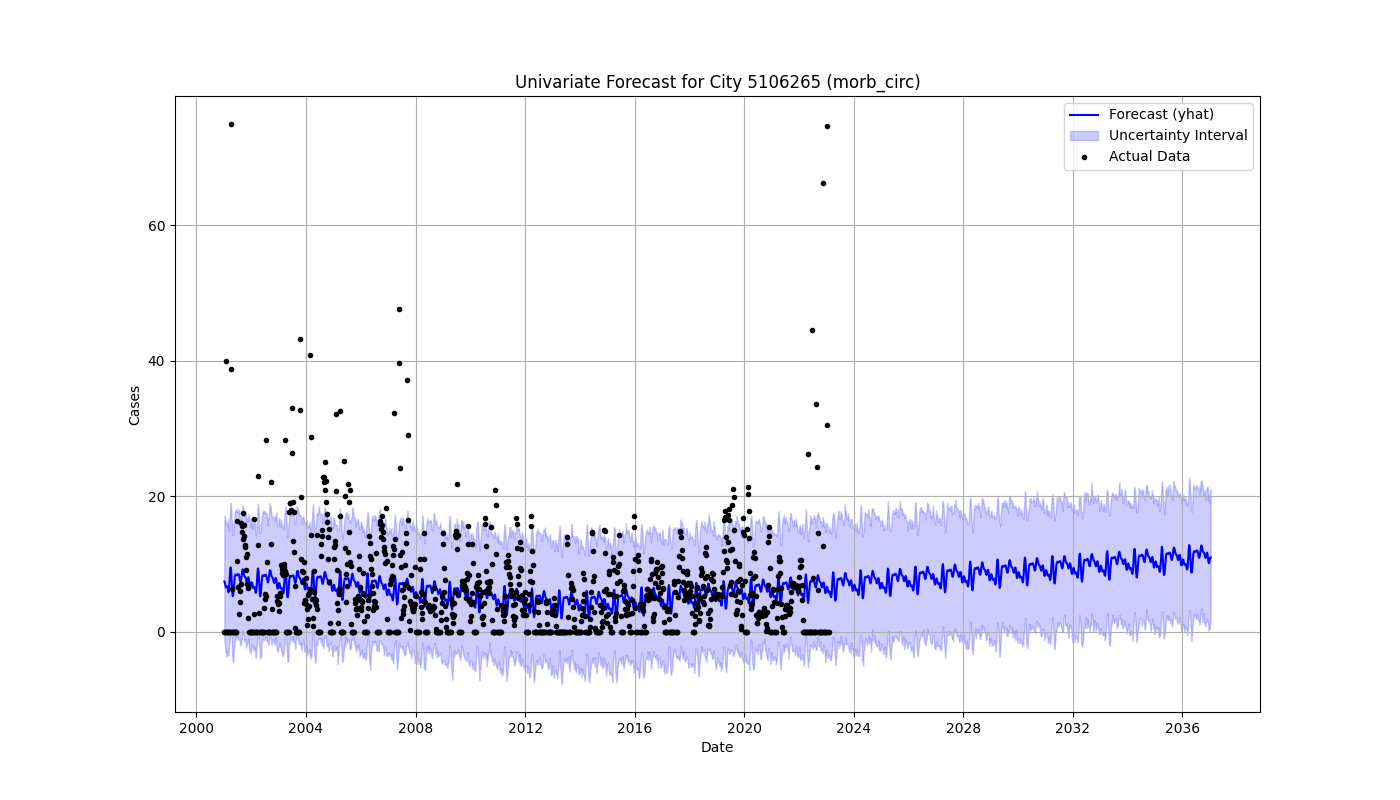 Univariate Forecast for City 5106265 (morb_circ)
Forecast (yhat)
Uncertainty Interval
Actual Data
60
40
20
0
Cases
2000 2004 2008 2012 2016 2020 2024 2028 2032 2036
Date